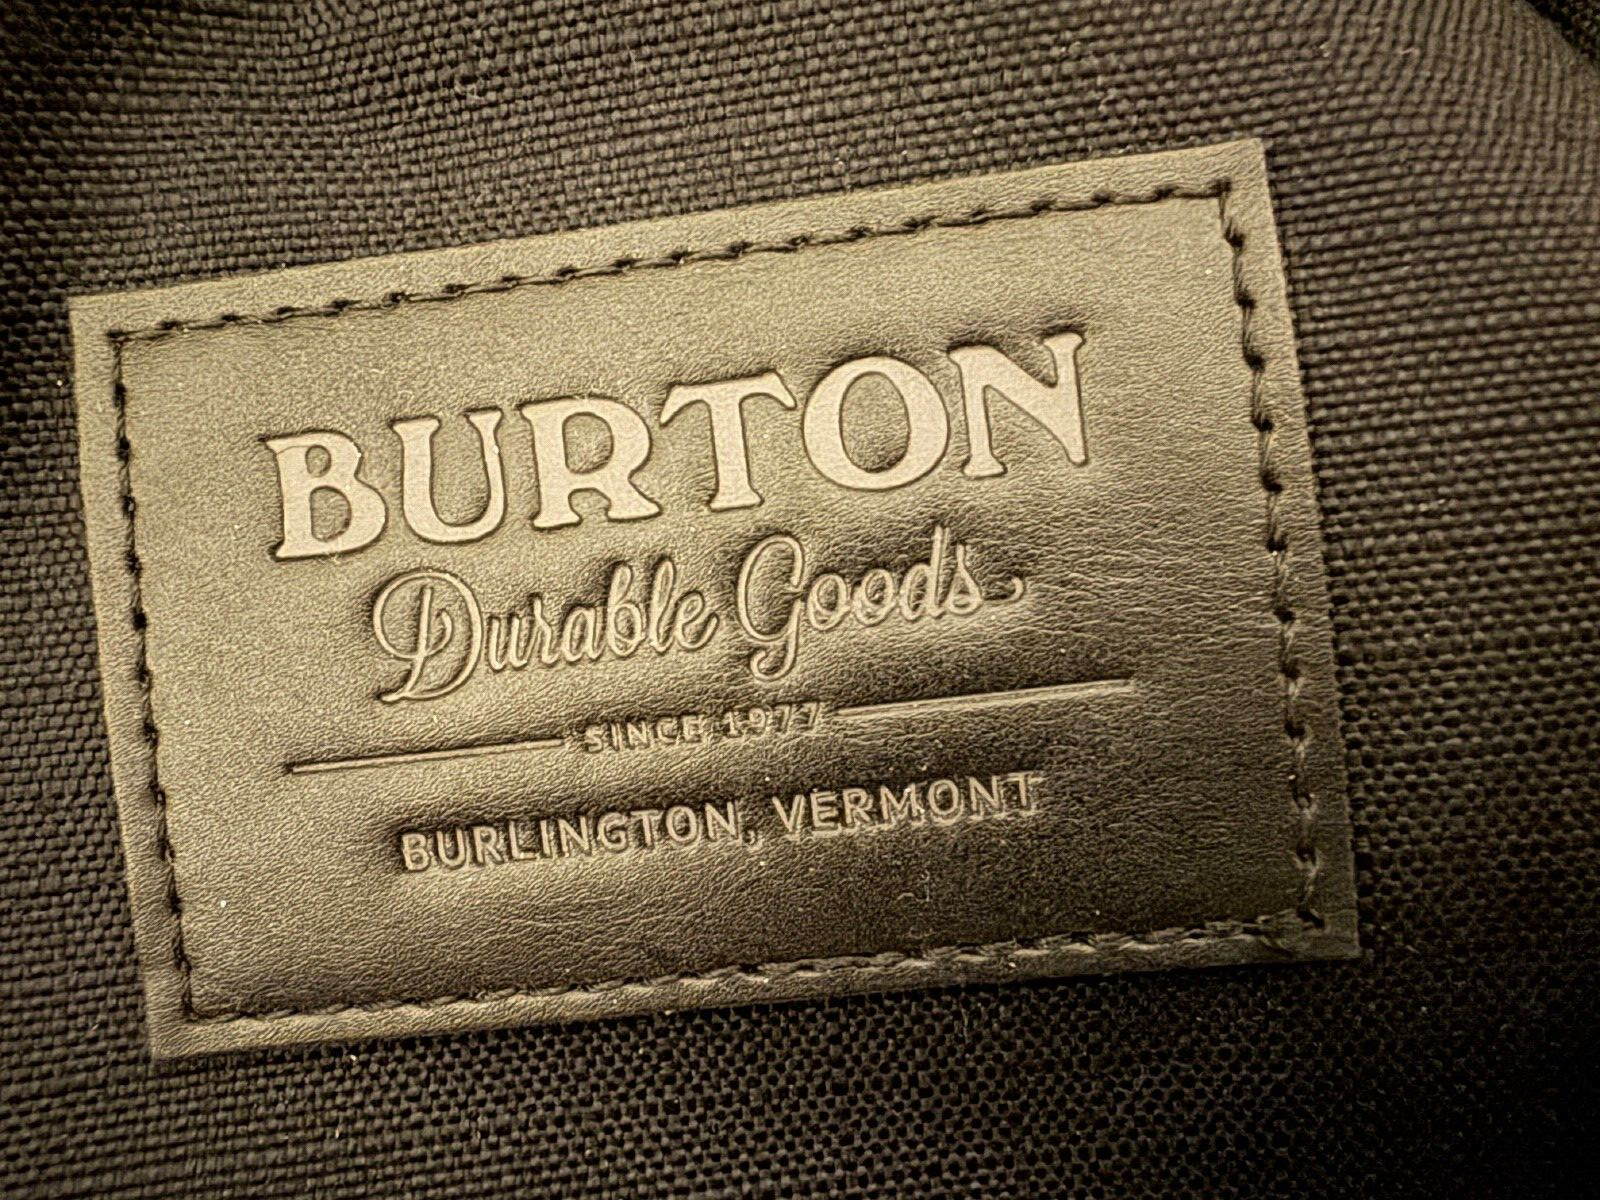 BURTON
Durable Goods
SINCE 1977
BURLINGTON, VERMONT